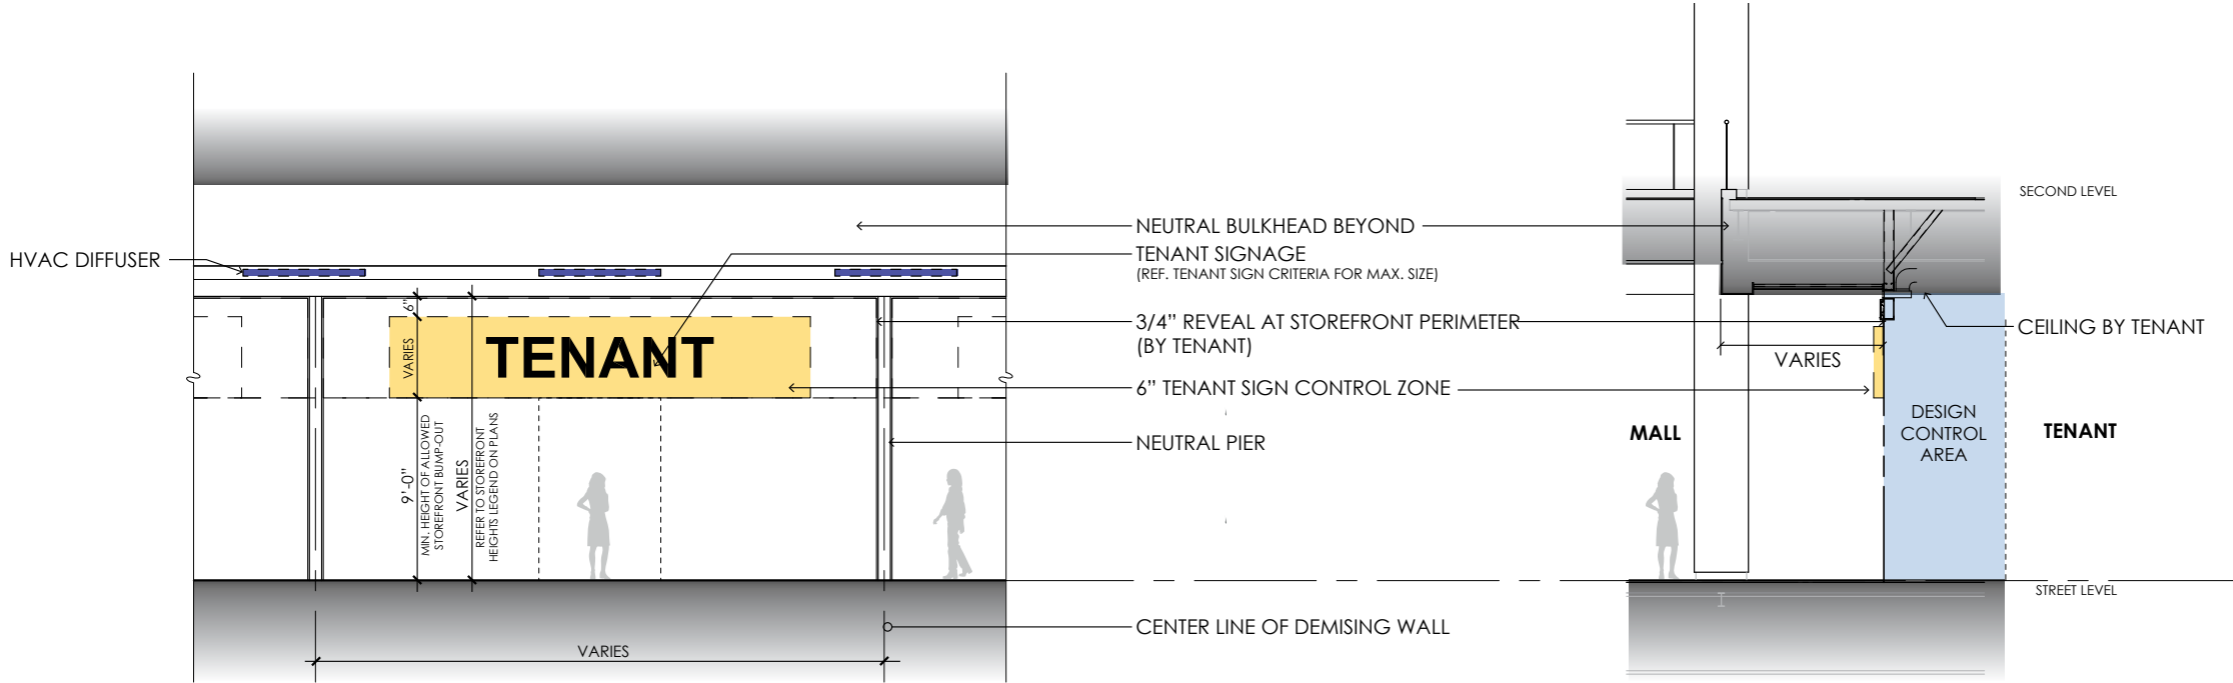 HVAC DIFFUSER
6"
VARIES
TENANT
9'-0"
MIN. HEIGHT OF ALLOWED
STOREFRONT BUMP-OUT
VARIES
REFER TO STOREFRONT
HEIGHTS LEGEND ON PLANS
VARIES
NEUTRAL BULKHEAD BEYOND
TENANT SIGNAGE
(REF. TENANT SIGN CRITERIA FOR MAX. SIZE)
3/4” REVEAL AT STOREFRONT PERIMETER
(BY TENANT)
6” TENANT SIGN CONTROL ZONE
NEUTRAL PIER
CENTER LINE OF DEMISING WALL
SECOND LEVEL
CEILING BY TENANT
VARIES
MALL
DESIGN
CONTROL
AREA
TENANT
STREET LEVEL